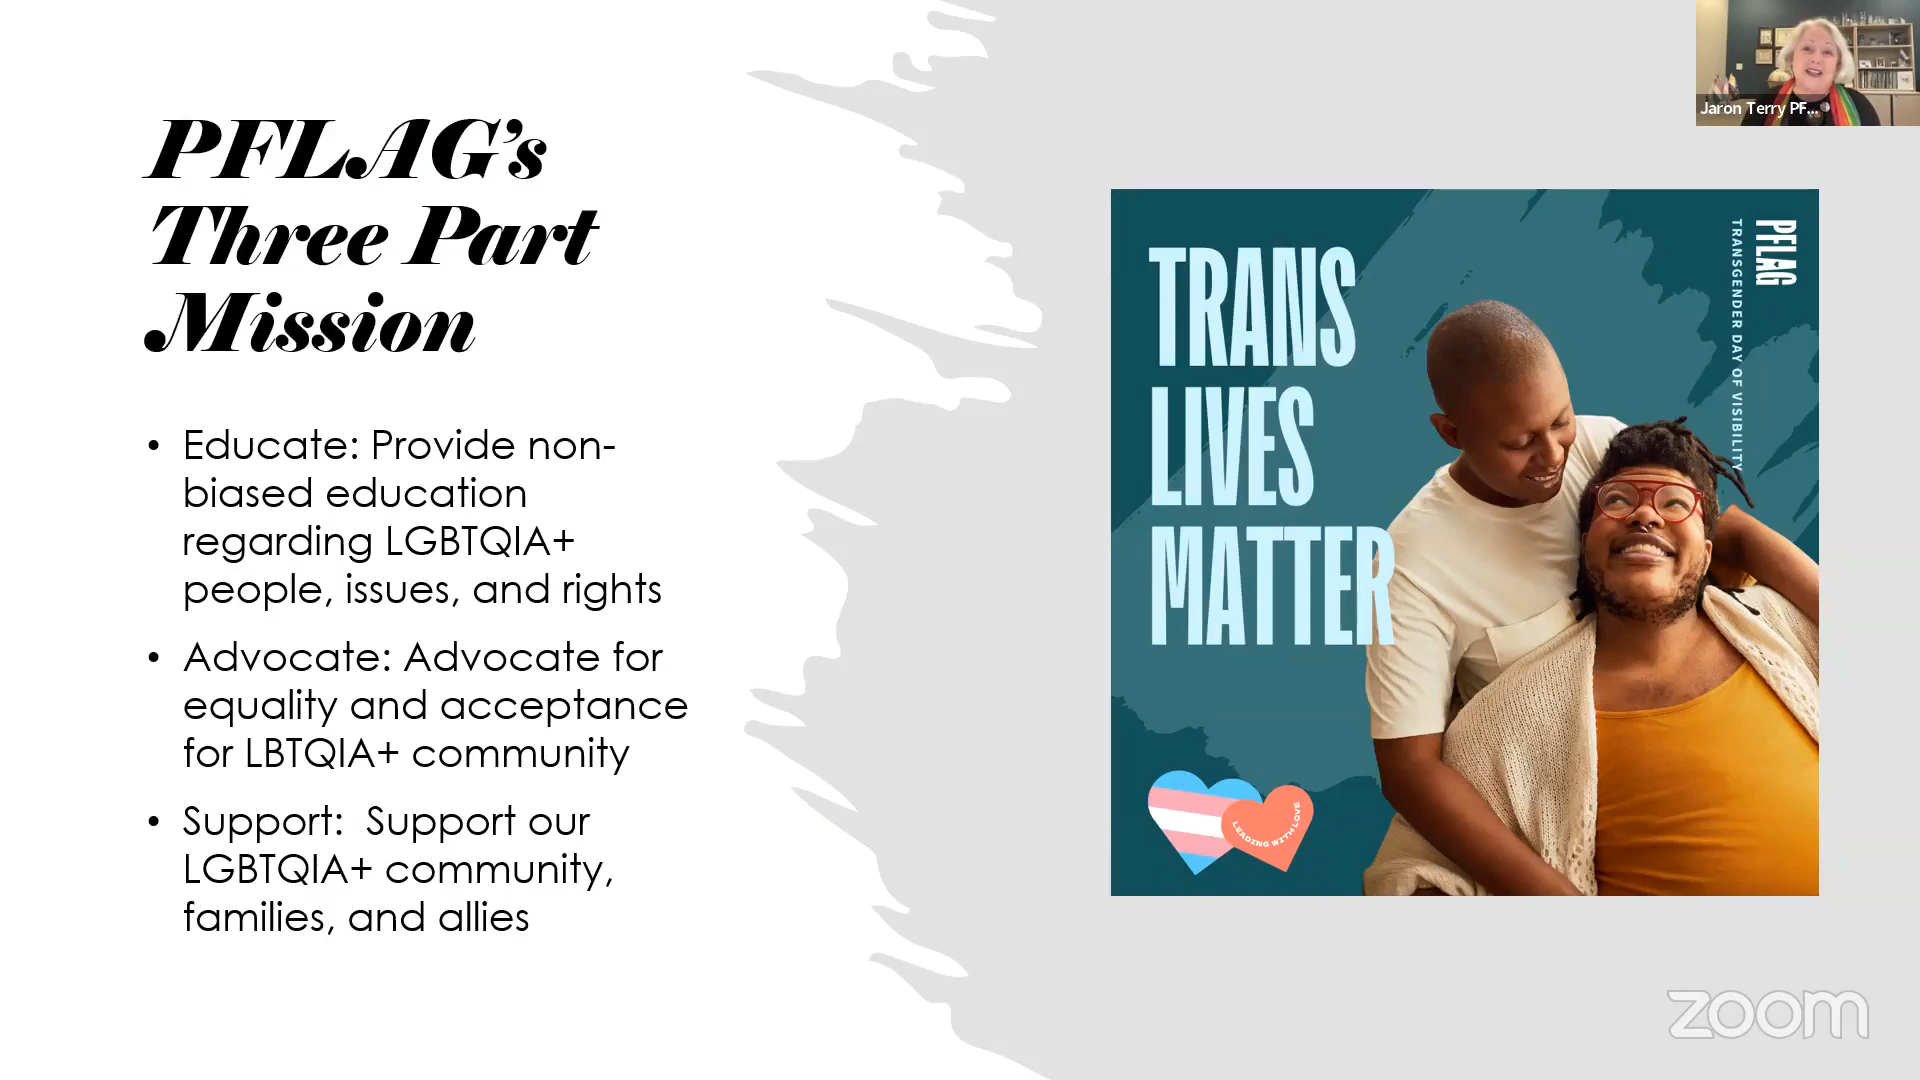 PFLAG's
Three Part
Mission
• Educate: Provide non-
biased education
regarding LGBTQIA+
people, issues, and rights
• Advocate: Advocate for
equality and acceptance
for LBTQIA+ community
• Support:  Support our
LGBTQIA+ community,
families, and allies
Jaron Terry PF...
TRANS
LIVES
MATTER
PFLAG
TRANSGENDER DAY OF VISIBILITY
LEADING WITH LOVE
zoom